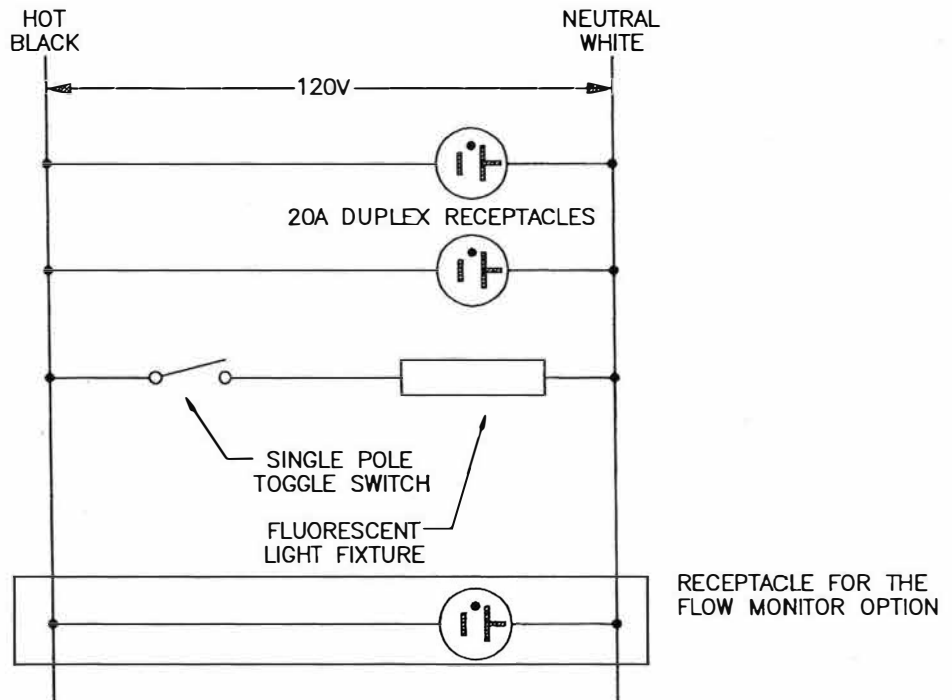 HOT
BLACK
NEUTRAL
WHITE
120V
20A DUPLEX RECEPTACLES
SINGLE POLE
TOGGLE SWITCH
FLUORESCENT
LIGHT FIXTURE
RECEPTACLE FOR THE
FLOW MONITOR OPTION